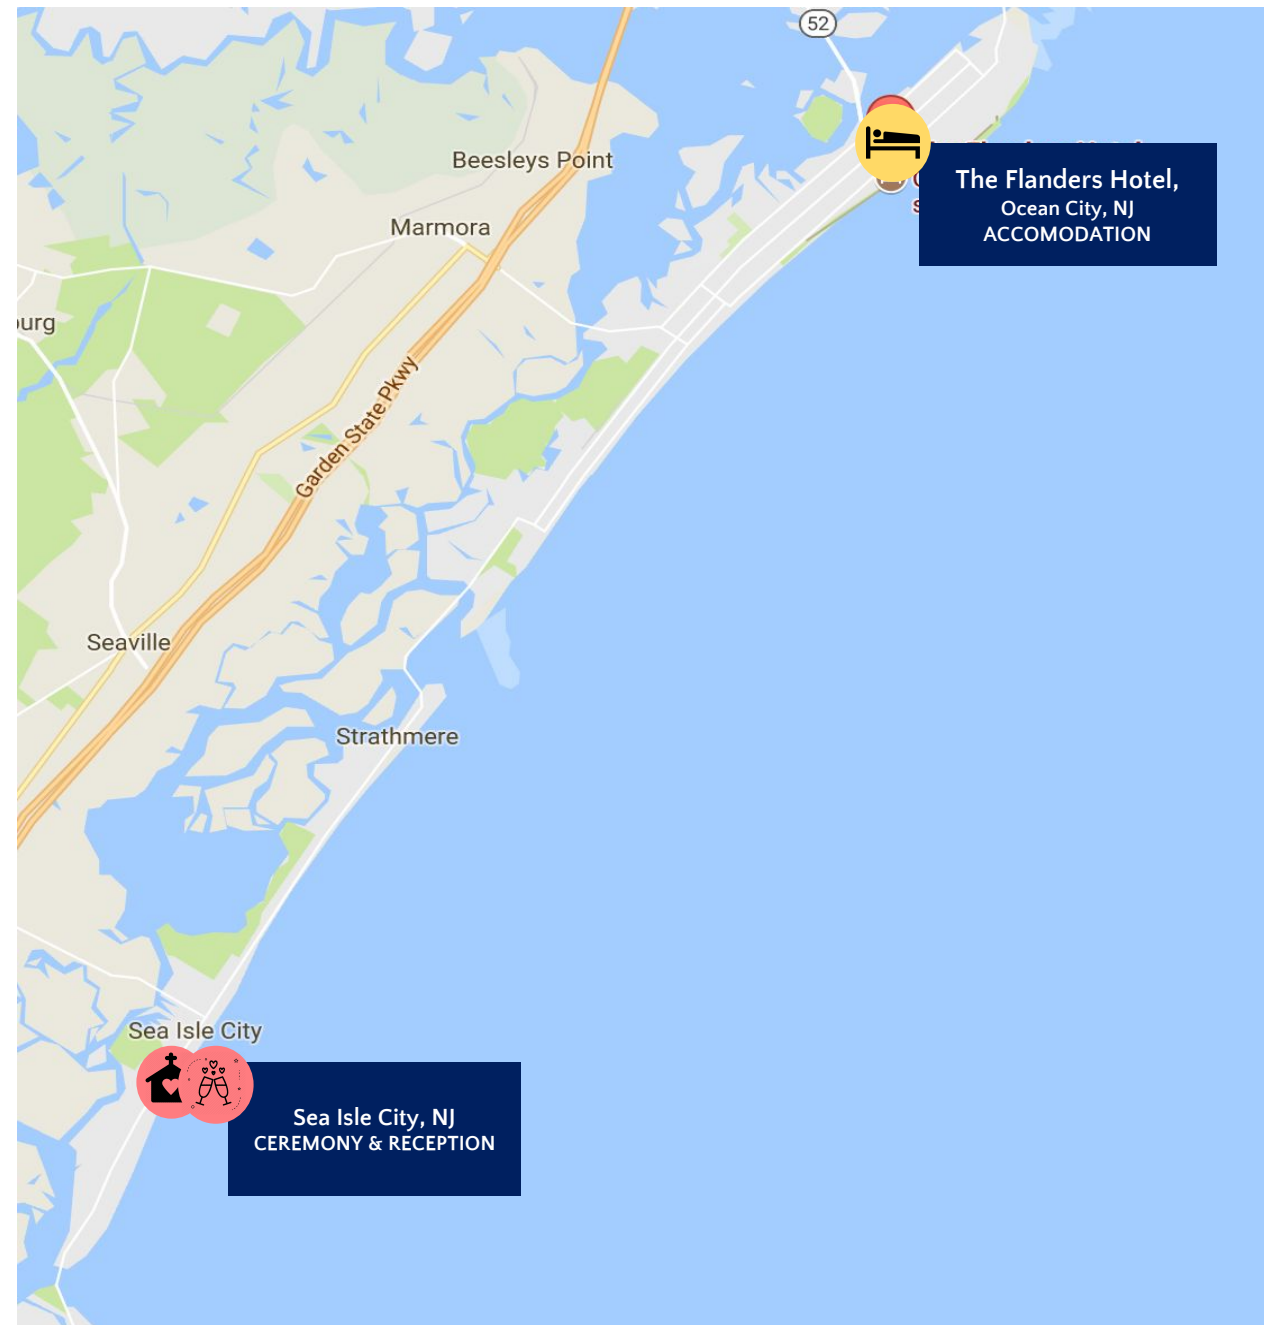 52
Beesleys Point
The Flanders Hotel,
Ocean City, NJ
ACCOMODATION
Marmora
urg
Garden State Pkwy
Seaville
Strathmere
Sea Isle City
Sea Isle City, NJ
CEREMONY & RECEPTION